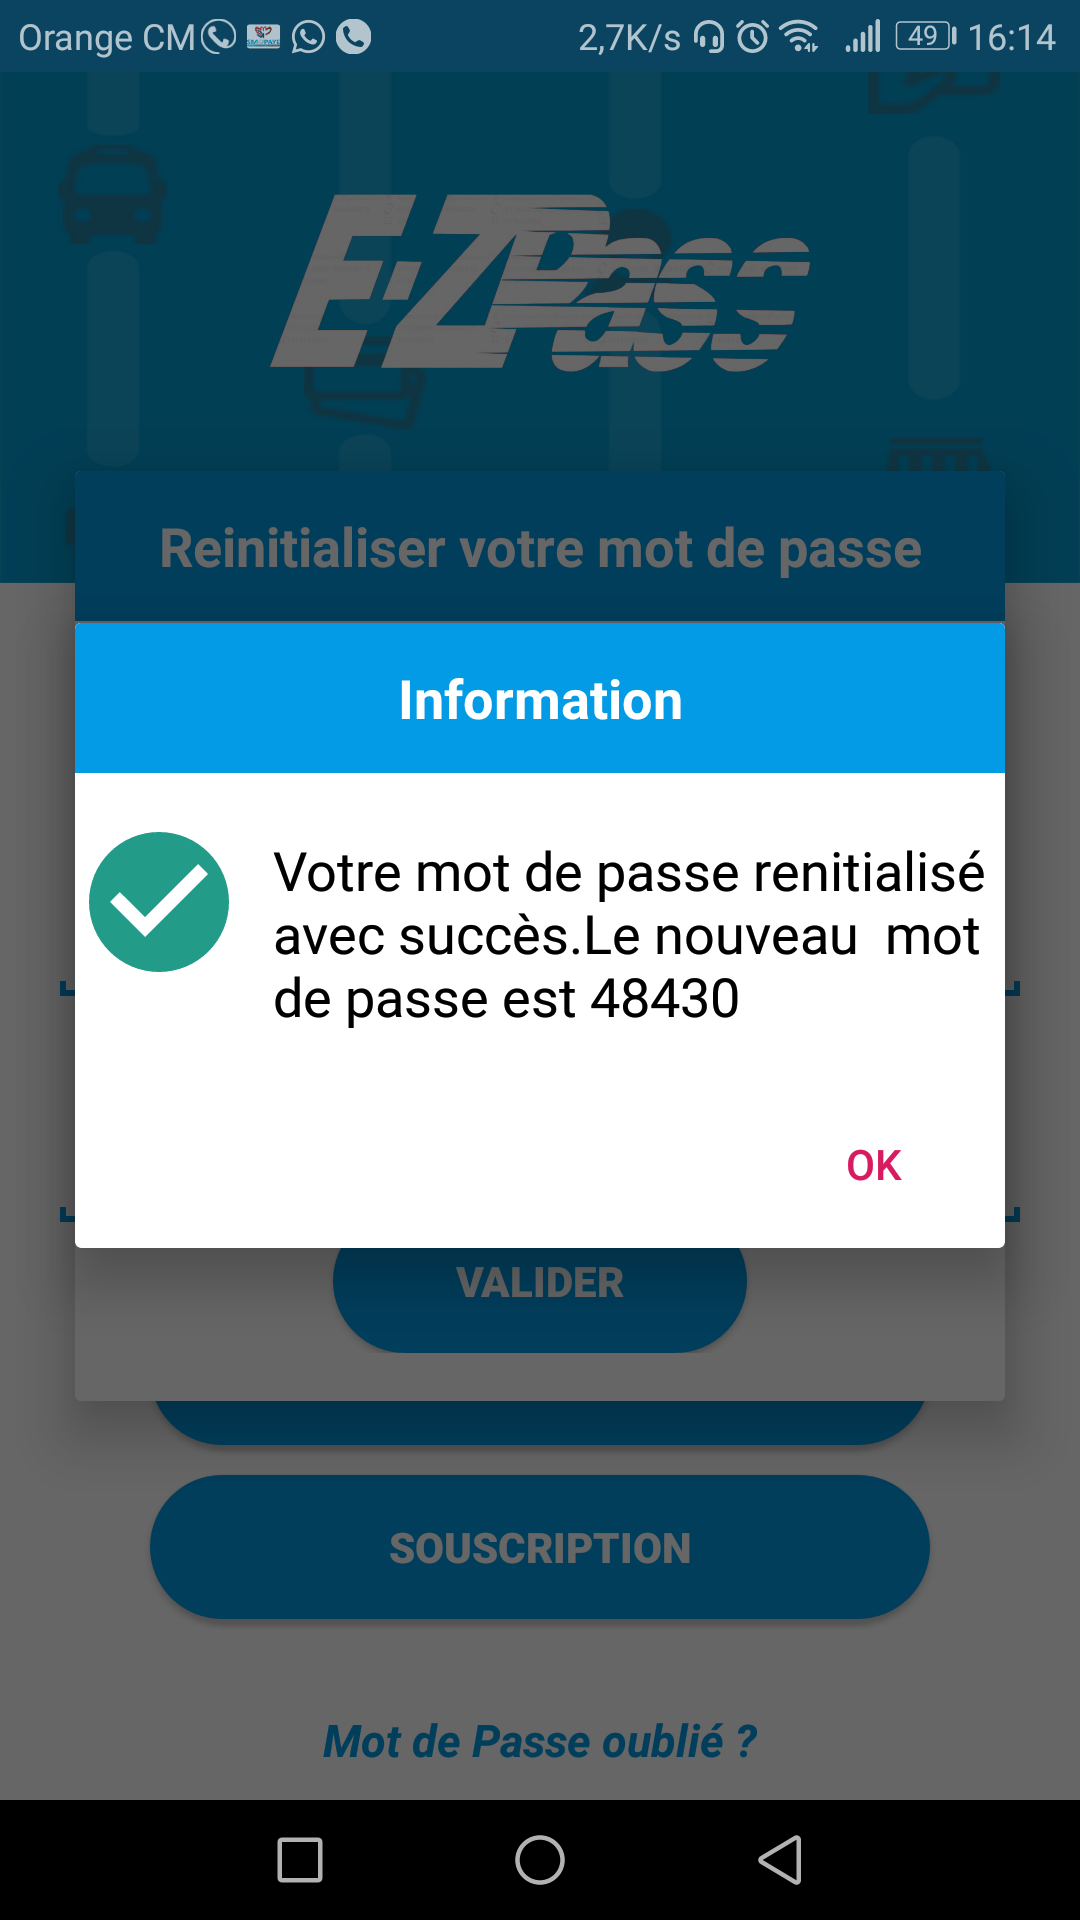 Orange CM 2,7K/s 49 16:14
E-ZPass
Reinitialiser votre mot de passe
Information
Votre mot de passe renitialisé
avec succès.Le nouveau  mot
de passe est 48430
OK
VALIDER
SOUSCRIPTION
Mot de Passe oublié ?